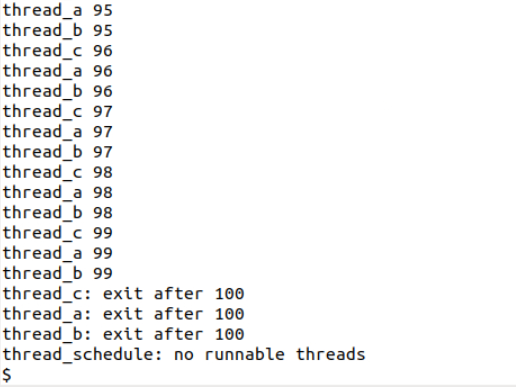 thread_a 95
thread_b 95
thread_c 96
thread_a 96
thread_b 96
thread_c 97
thread_a 97
thread_b 97
thread_c 98
thread_a 98
thread_b 98
thread_c 99
thread_a 99
thread_b 99
thread_c: exit after 100
thread_a: exit after 100
thread_b: exit after 100
thread_schedule: no runnable threads
$